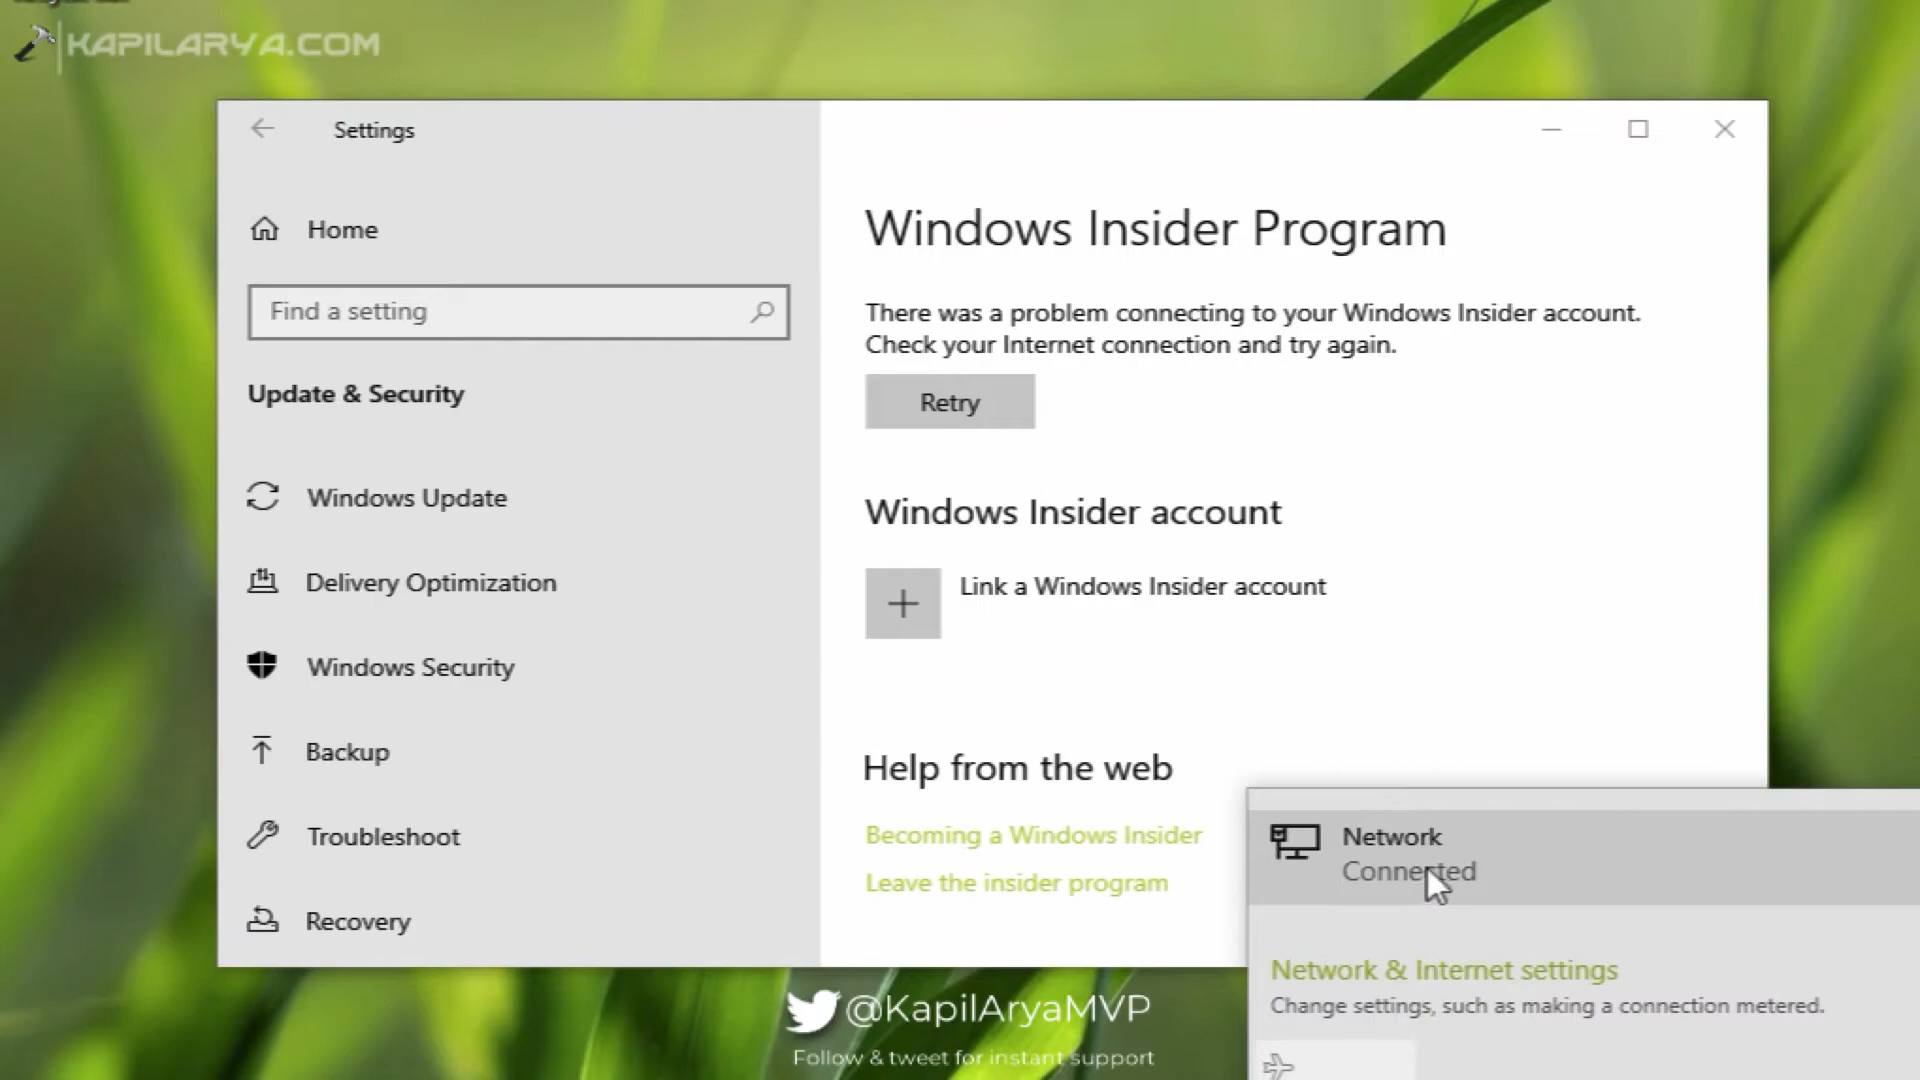 KAPILARYA.COM
Settings
Home
Find a setting
Update & Security
Windows Update
Delivery Optimization
Windows Security
Backup
Troubleshoot
Recovery
Windows Insider Program
There was a problem connecting to your Windows Insider account.
Check your Internet connection and try again.
Retry
Windows Insider account
Link a Windows Insider account
Help from the web
Becoming a Windows Insider
Leave the insider program
Network
Connected
Network & Internet settings
Change settings, such as making a connection metered.
@KapilAryaMVP
Follow & tweet for instant support